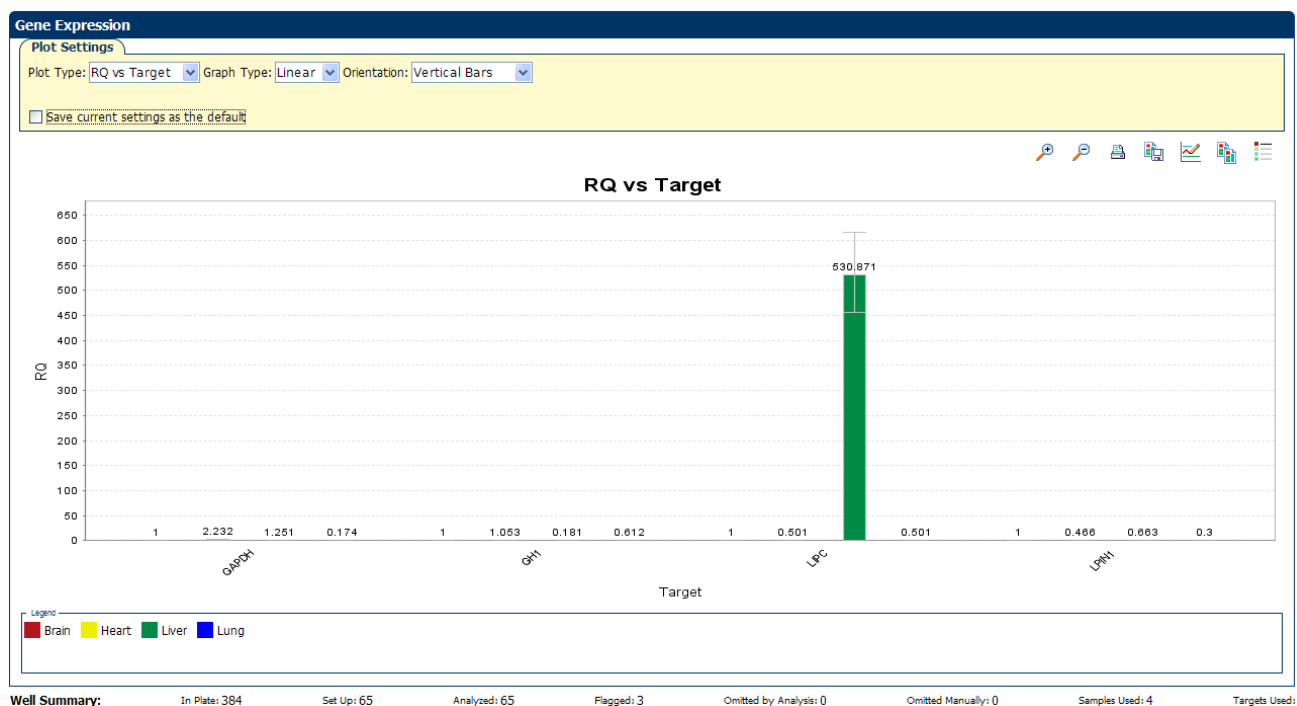 Gene Expression
Plot Settings
Plot Type: RQ vs Target Graph Type: Linear Orientation: Vertical Bars
Save current settings as the default
RQ vs Target
650
600
550
500
450
400
350
300
250
200
150
100
50
0
RQ
530.871
1 2.232 1.251 0.174 1 1.053 0.181 0.612 1 0.501 0.501 1 0.466 0.663 0.3
GAPDH GH1 LIPC LPIN1
Target
Legend
Brain Heart Liver Lung
Well Summary: In Plate: 384 Set Up: 65 Analyzed: 65 Flagged: 3 Omitted by Analysis: 0 Omitted Manually: 0 Samples Used: 4 Targets Used: